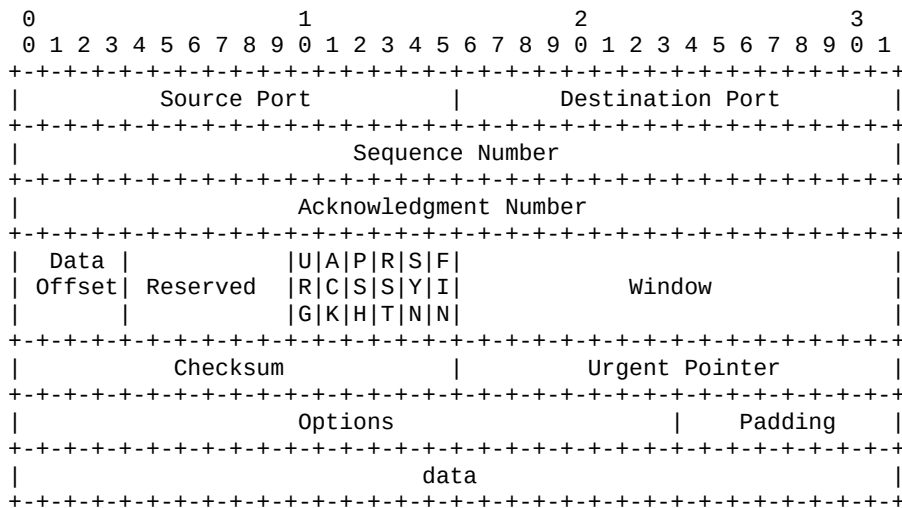 0                   1                   2                   3
0 1 2 3 4 5 6 7 8 9 0 1 2 3 4 5 6 7 8 9 0 1 2 3 4 5 6 7 8 9 0 1
+-+-+-+-+-+-+-+-+-+-+-+-+-+-+-+-+-+-+-+-+-+-+-+-+-+-+-+-+-+-+-+-+
|          Source Port          |       Destination Port        |
+-+-+-+-+-+-+-+-+-+-+-+-+-+-+-+-+-+-+-+-+-+-+-+-+-+-+-+-+-+-+-+-+
|                        Sequence Number                        |
+-+-+-+-+-+-+-+-+-+-+-+-+-+-+-+-+-+-+-+-+-+-+-+-+-+-+-+-+-+-+-+-+
|                    Acknowledgment Number                      |
+-+-+-+-+-+-+-+-+-+-+-+-+-+-+-+-+-+-+-+-+-+-+-+-+-+-+-+-+-+-+-+-+
|  Data |           |U|A|P|R|S|F|                               |
| Offset| Reserved  |R|C|S|S|Y|I|            Window             |
|       |           |G|K|H|T|N|N|                               |
+-+-+-+-+-+-+-+-+-+-+-+-+-+-+-+-+-+-+-+-+-+-+-+-+-+-+-+-+-+-+-+-+
|           Checksum            |         Urgent Pointer        |
+-+-+-+-+-+-+-+-+-+-+-+-+-+-+-+-+-+-+-+-+-+-+-+-+-+-+-+-+-+-+-+-+
|                    Options                    |    Padding    |
+-+-+-+-+-+-+-+-+-+-+-+-+-+-+-+-+-+-+-+-+-+-+-+-+-+-+-+-+-+-+-+-+
|                             data                              |
+-+-+-+-+-+-+-+-+-+-+-+-+-+-+-+-+-+-+-+-+-+-+-+-+-+-+-+-+-+-+-+-+